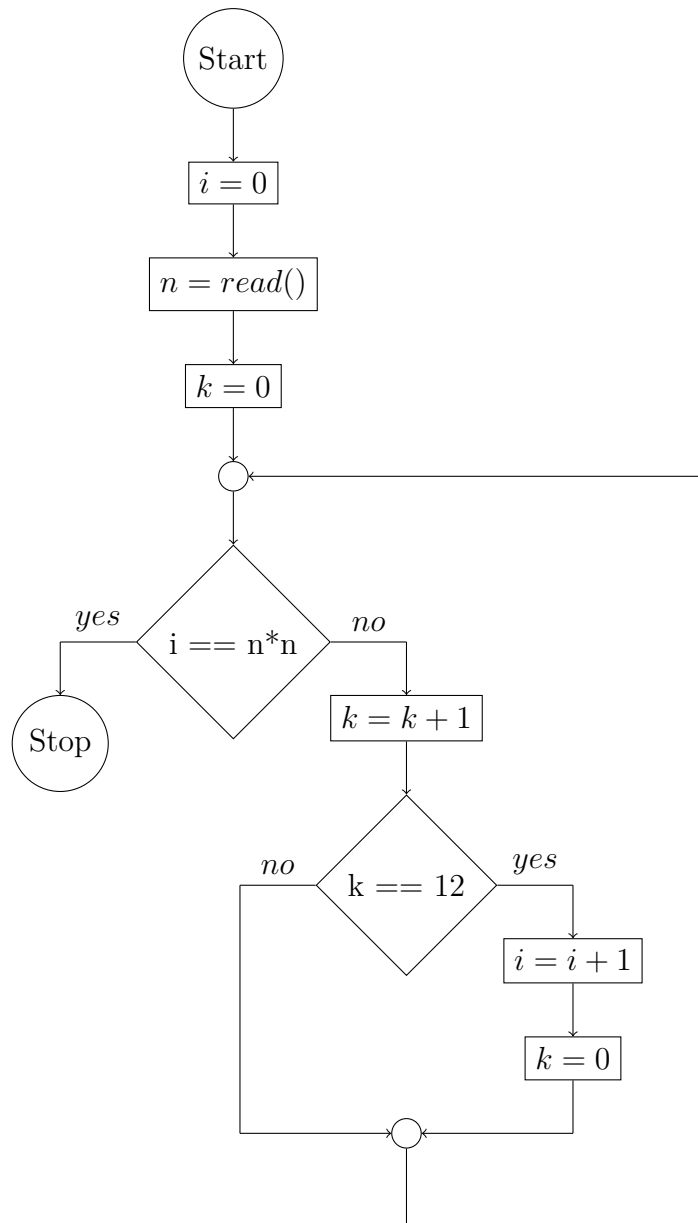 Start
i = 0
n = read()
k = 0
yes
no
i == n*n
Stop
k = k + 1
no
yes
k == 12
i = i + 1
k = 0